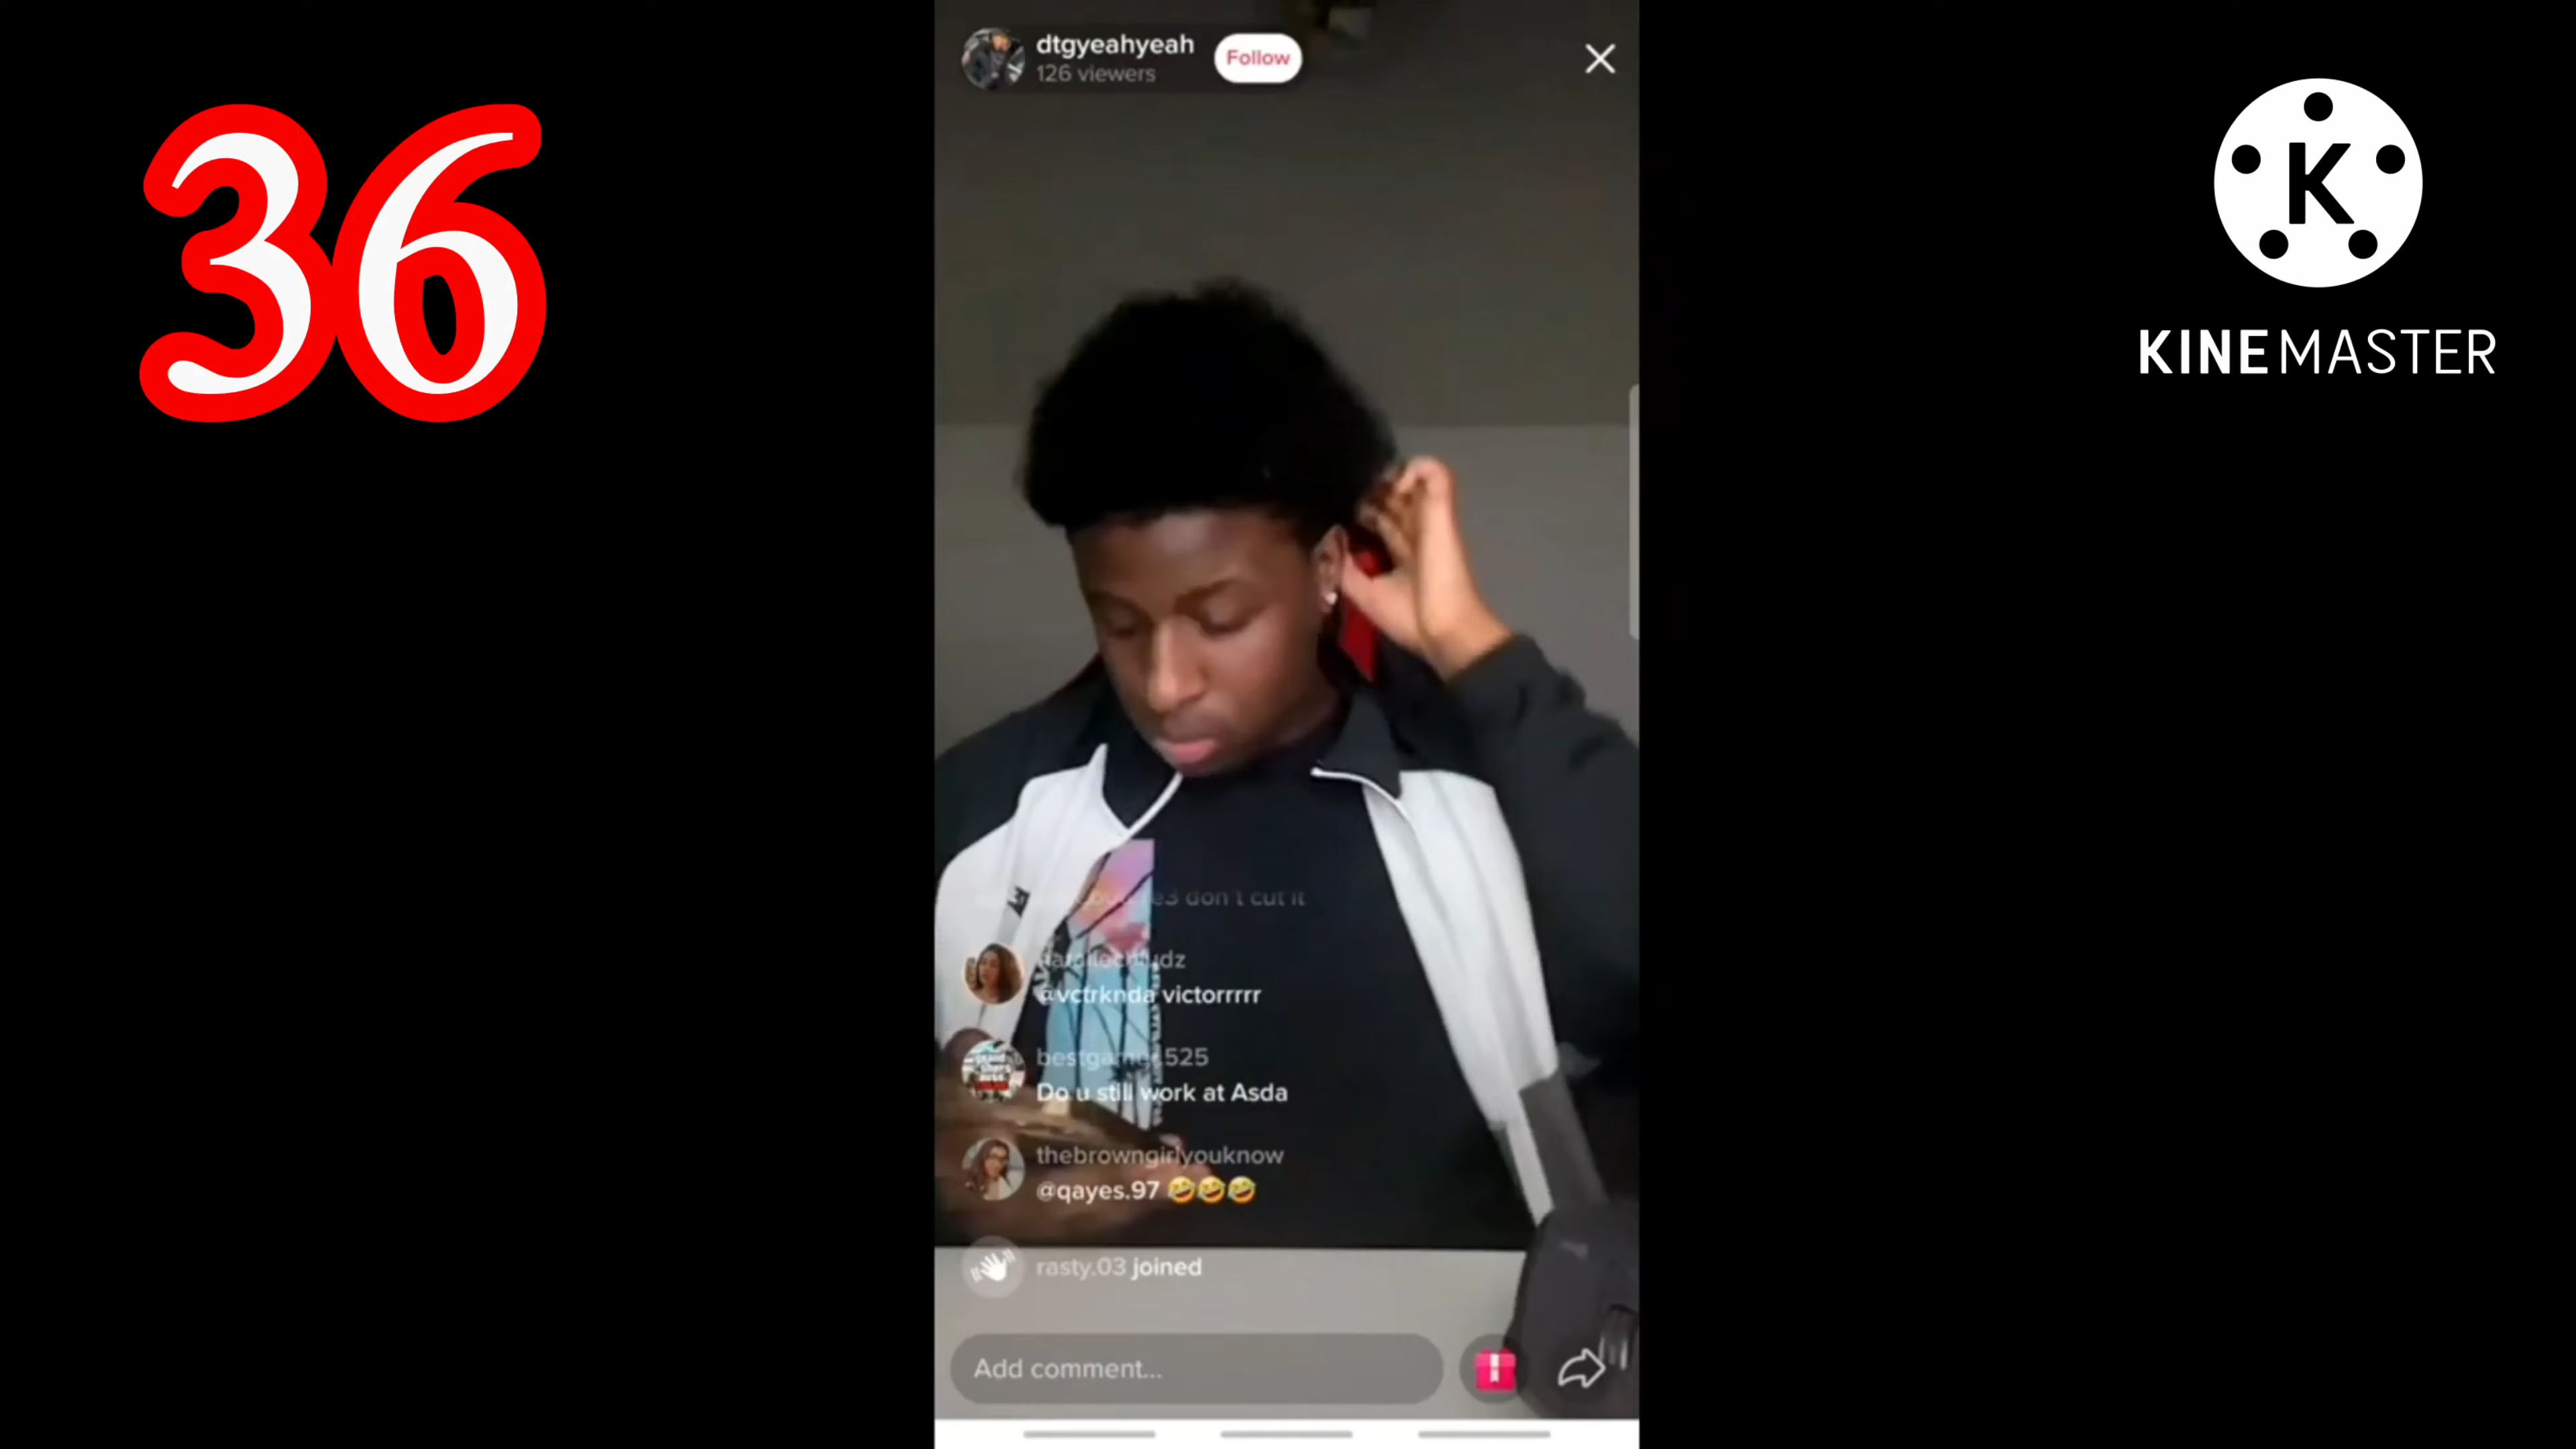 36
dtgyeahyeah
126 viewers
Follow
K
KINEMASTER
don't cut it
@vctrknda victorrrrr
Do u still work at Asda
thebrowngirlyouknow
@qayes.97 🤣🤣🤣
rasty.03 joined
Add comment...